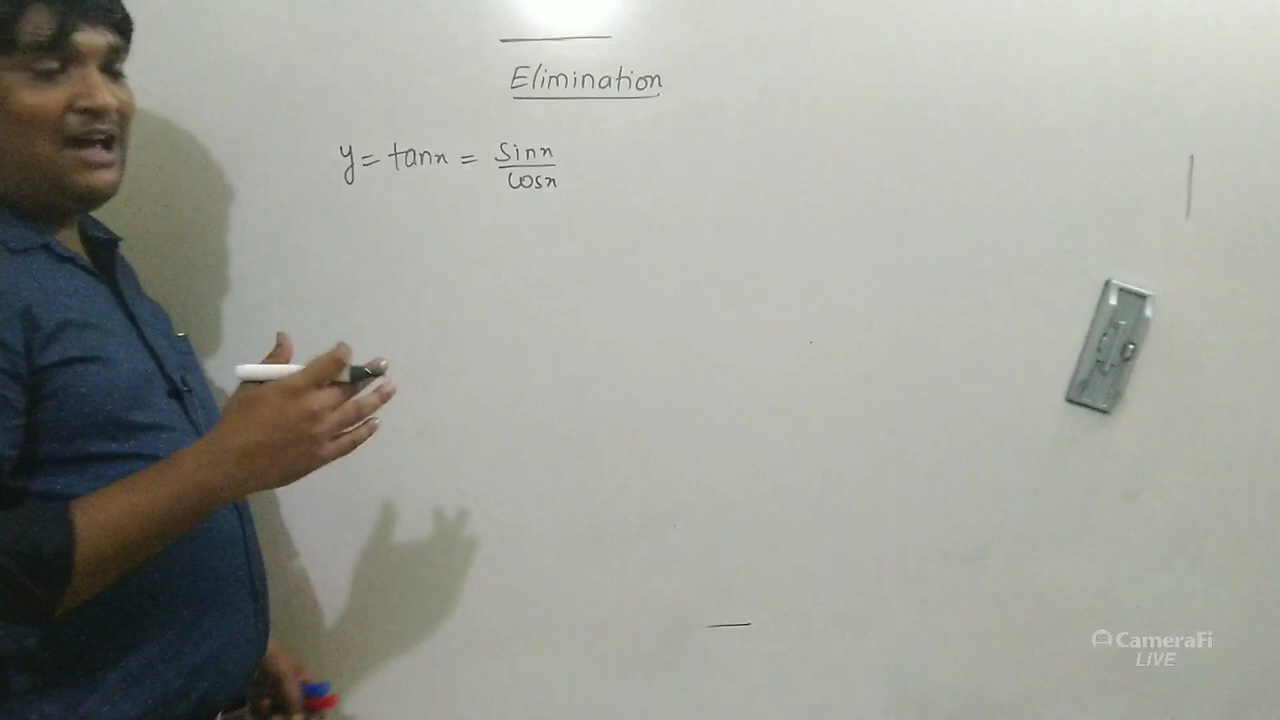 Elimination
y = tanx = sinx/cosx
CameraFi
LIVE